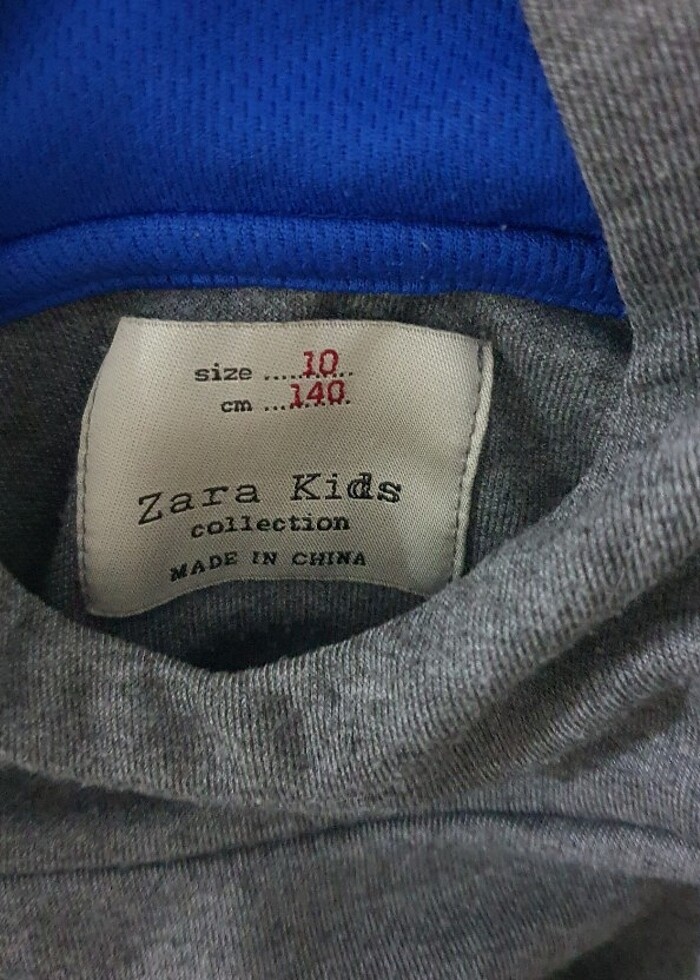 size ....10....
cm ....140....
Zara Kids
collection
MADE IN CHINA